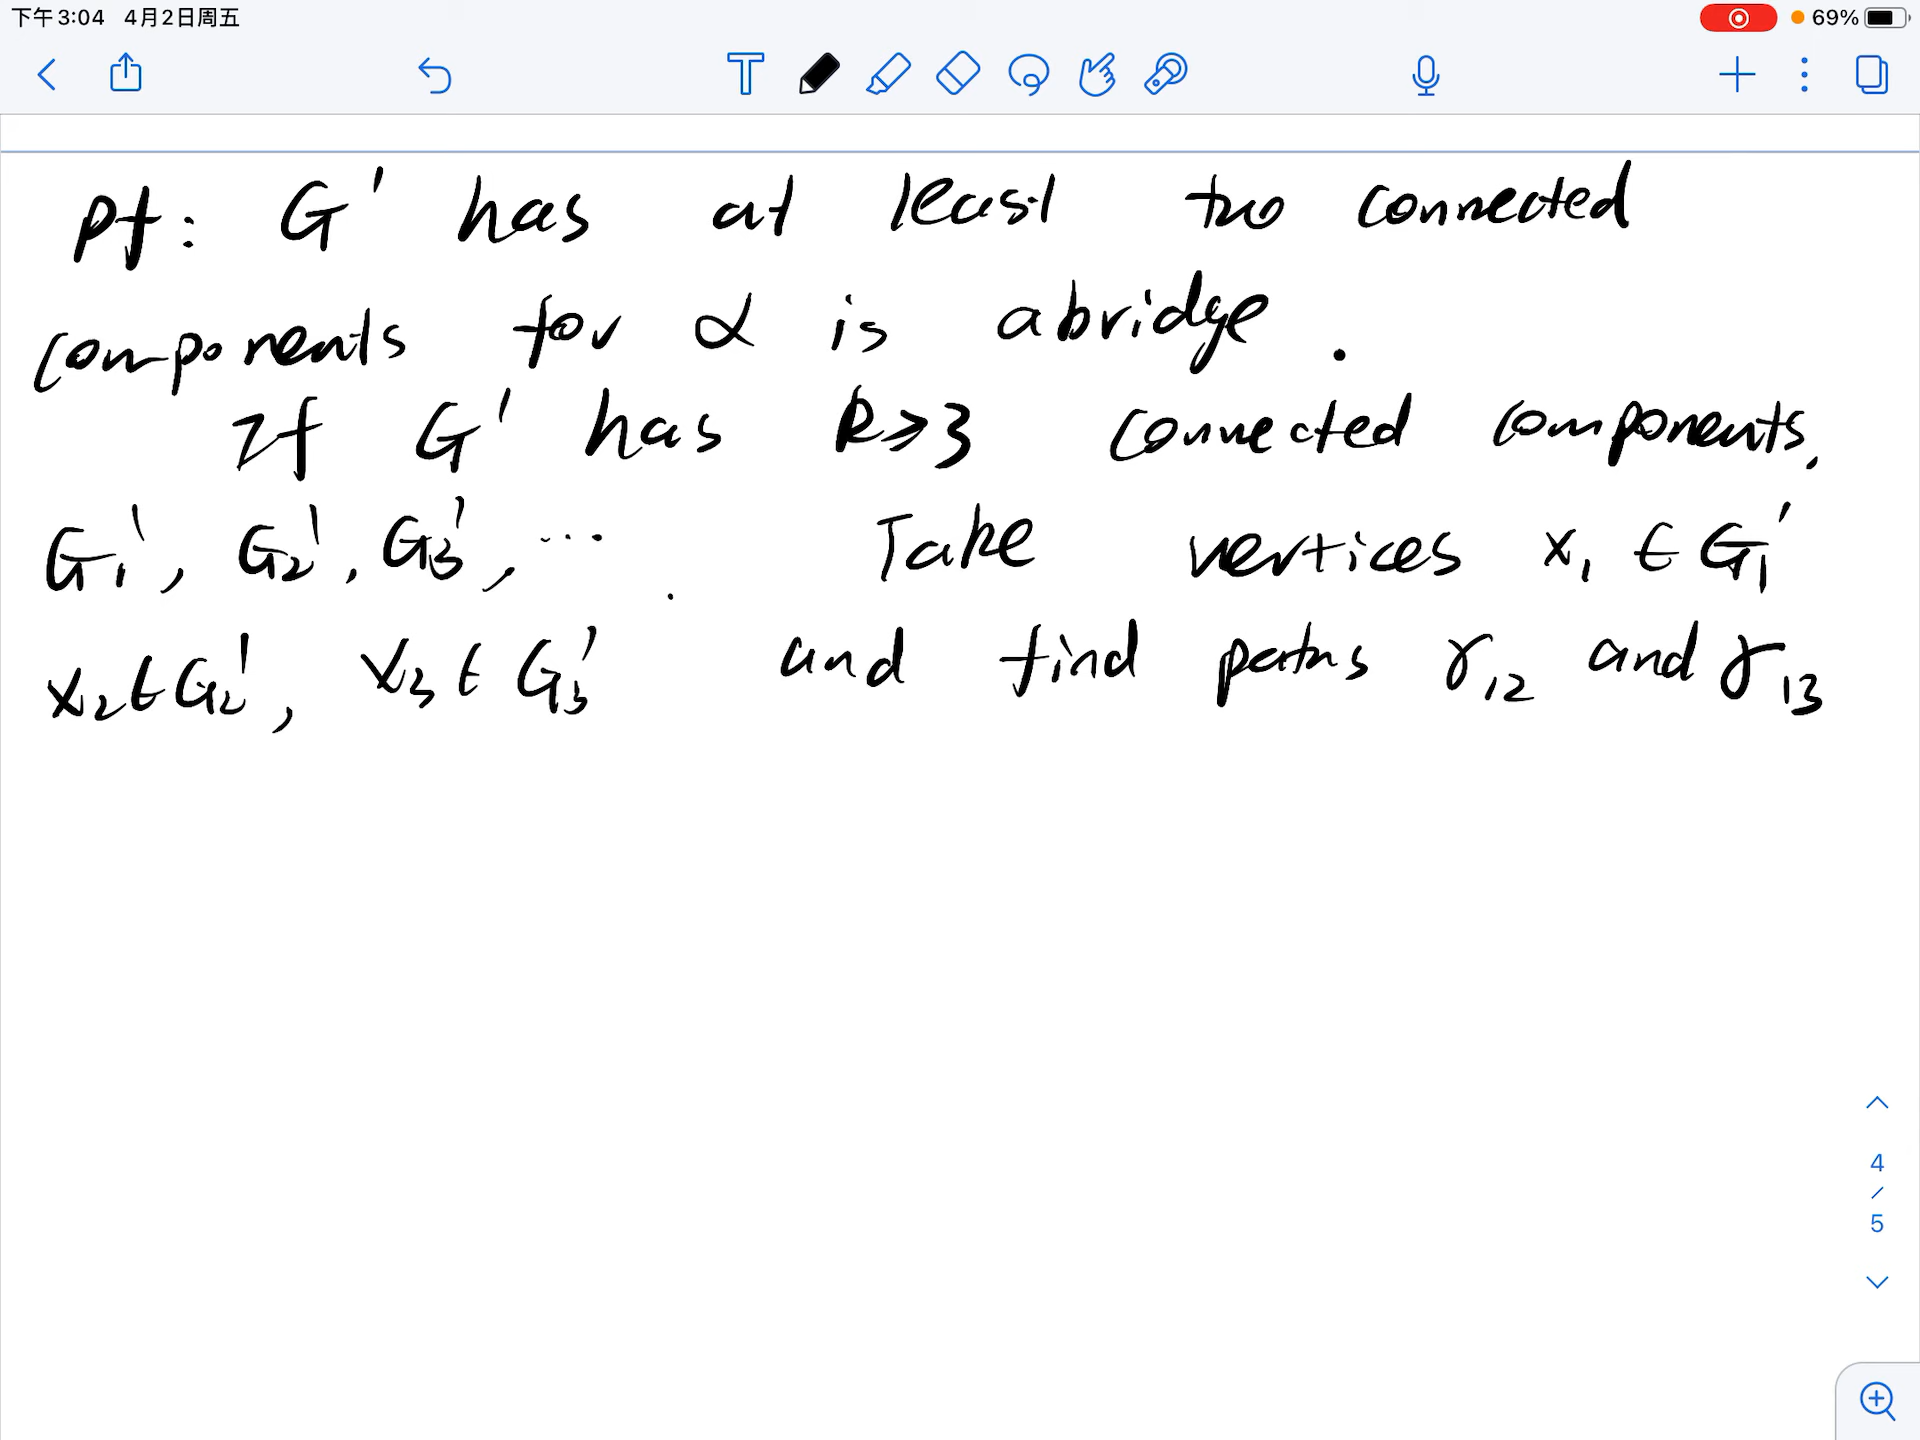 下午3:04 4月2日周五
69%
T
pf: G' has at least two connected
components for α is a bridge.
If G' has k≥3 connected components.
G₁', G₂', G₃', ... . Take vertices x₁ ∈ G₁'
x₂ ∈ G₂', x₃ ∈ G₃' and find paths γ₁₂ and γ₁₃
4
/
5